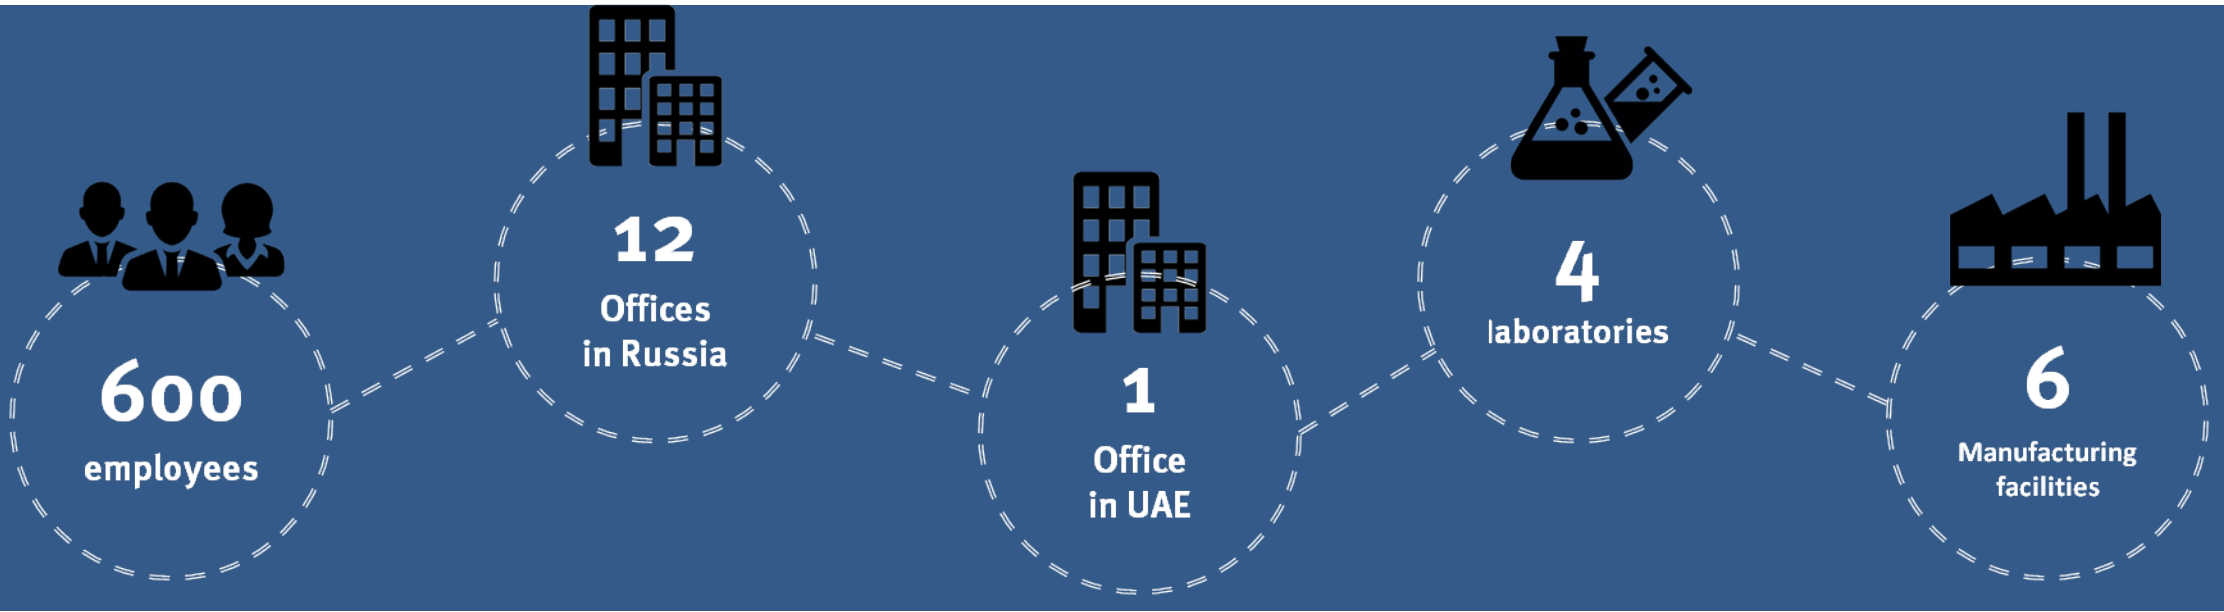 600
employees
12
Offices
in Russia
1
Office
in UAE
4
laboratories
6
Manufacturing
facilities